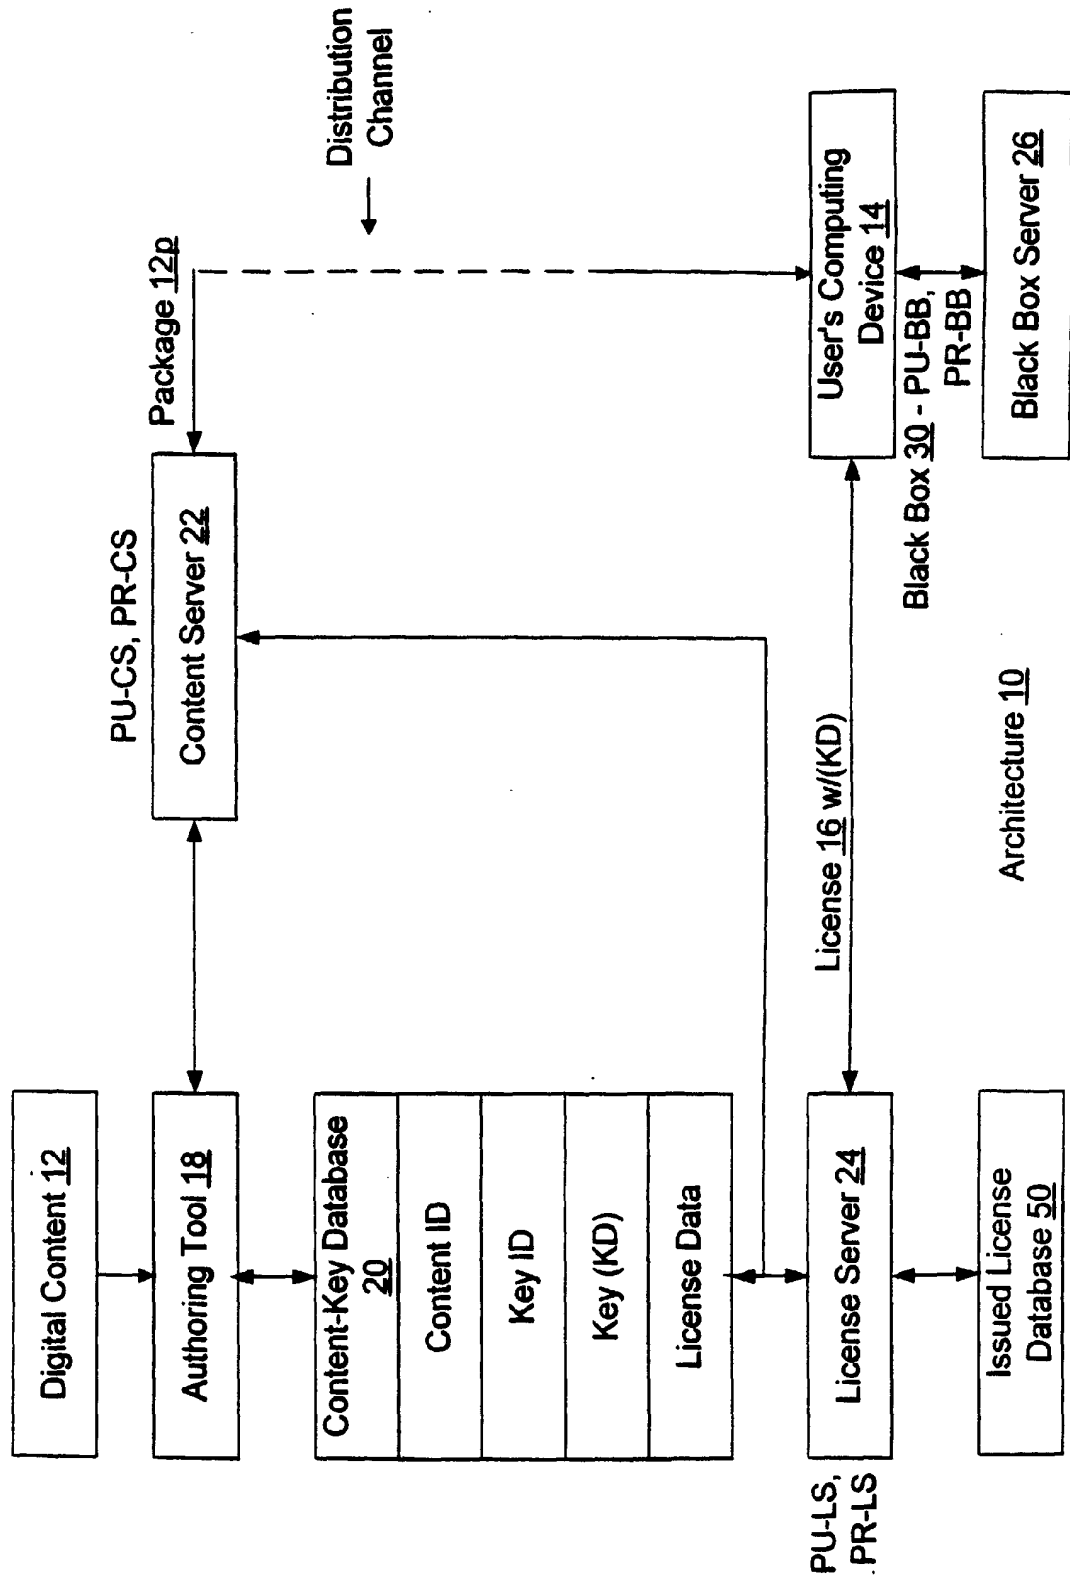 Digital Content 12
Authoring Tool 18
Content-Key Database
20
Content ID
Key ID
Key (KD)
License Data
PU-LS,
PR-LS
License Server 24
Issued License
Database 50
PU-CS, PR-CS
Content Server 22
Package 12p
Distribution
Channel
License 16 w/(KD)
User's Computing
Device 14
Black Box 30 - PU-BB,
PR-BB
Black Box Server 26
Architecture 10